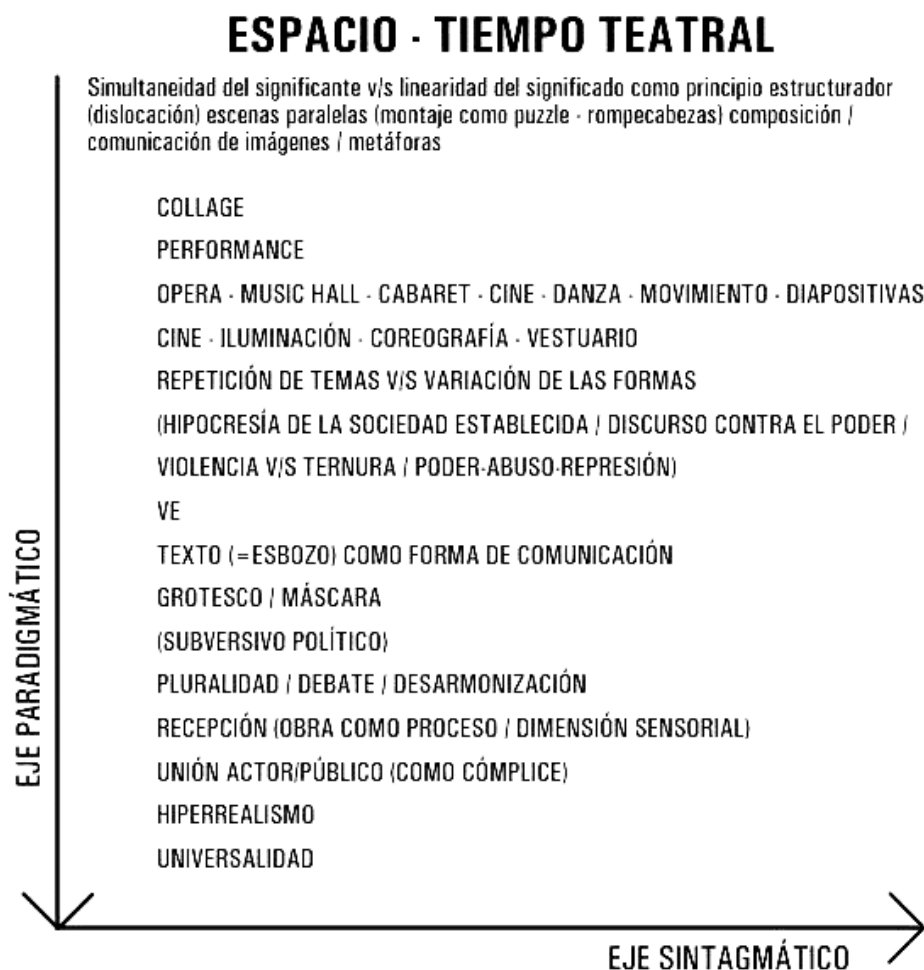 ESPACIO - TIEMPO TEATRAL
Simultaneidad del significante v/s linearidad del significado como principio estructurador
(dislocación) escenas paralelas (montaje como puzzle - rompecabezas) composición /
comunicación de imágenes / metáforas
COLLAGE
PERFORMANCE
OPERA - MUSIC HALL - CABARET - CINE - DANZA - MOVIMIENTO - DIAPOSITIVAS
CINE - ILUMINACIÓN - COREOGRAFÍA - VESTUARIO
REPETICIÓN DE TEMAS V/S VARIACIÓN DE LAS FORMAS
(HIPOCRESÍA DE LA SOCIEDAD ESTABLECIDA / DISCURSO CONTRA EL PODER /
VIOLENCIA V/S TERNURA / PODER-ABUSO-REPRESIÓN)
VE
TEXTO (=ESBOZO) COMO FORMA DE COMUNICACIÓN
GROTESCO / MÁSCARA
(SUBVERSIVO POLÍTICO)
PLURALIDAD / DEBATE / DESARMONIZACIÓN
RECEPCIÓN (OBRA COMO PROCESO / DIMENSIÓN SENSORIAL)
UNIÓN ACTOR/PÚBLICO (COMO CÓMPLICE)
HIPERREALISMO
UNIVERSALIDAD
EJE PARADIGMÁTICO
EJE SINTAGMÁTICO